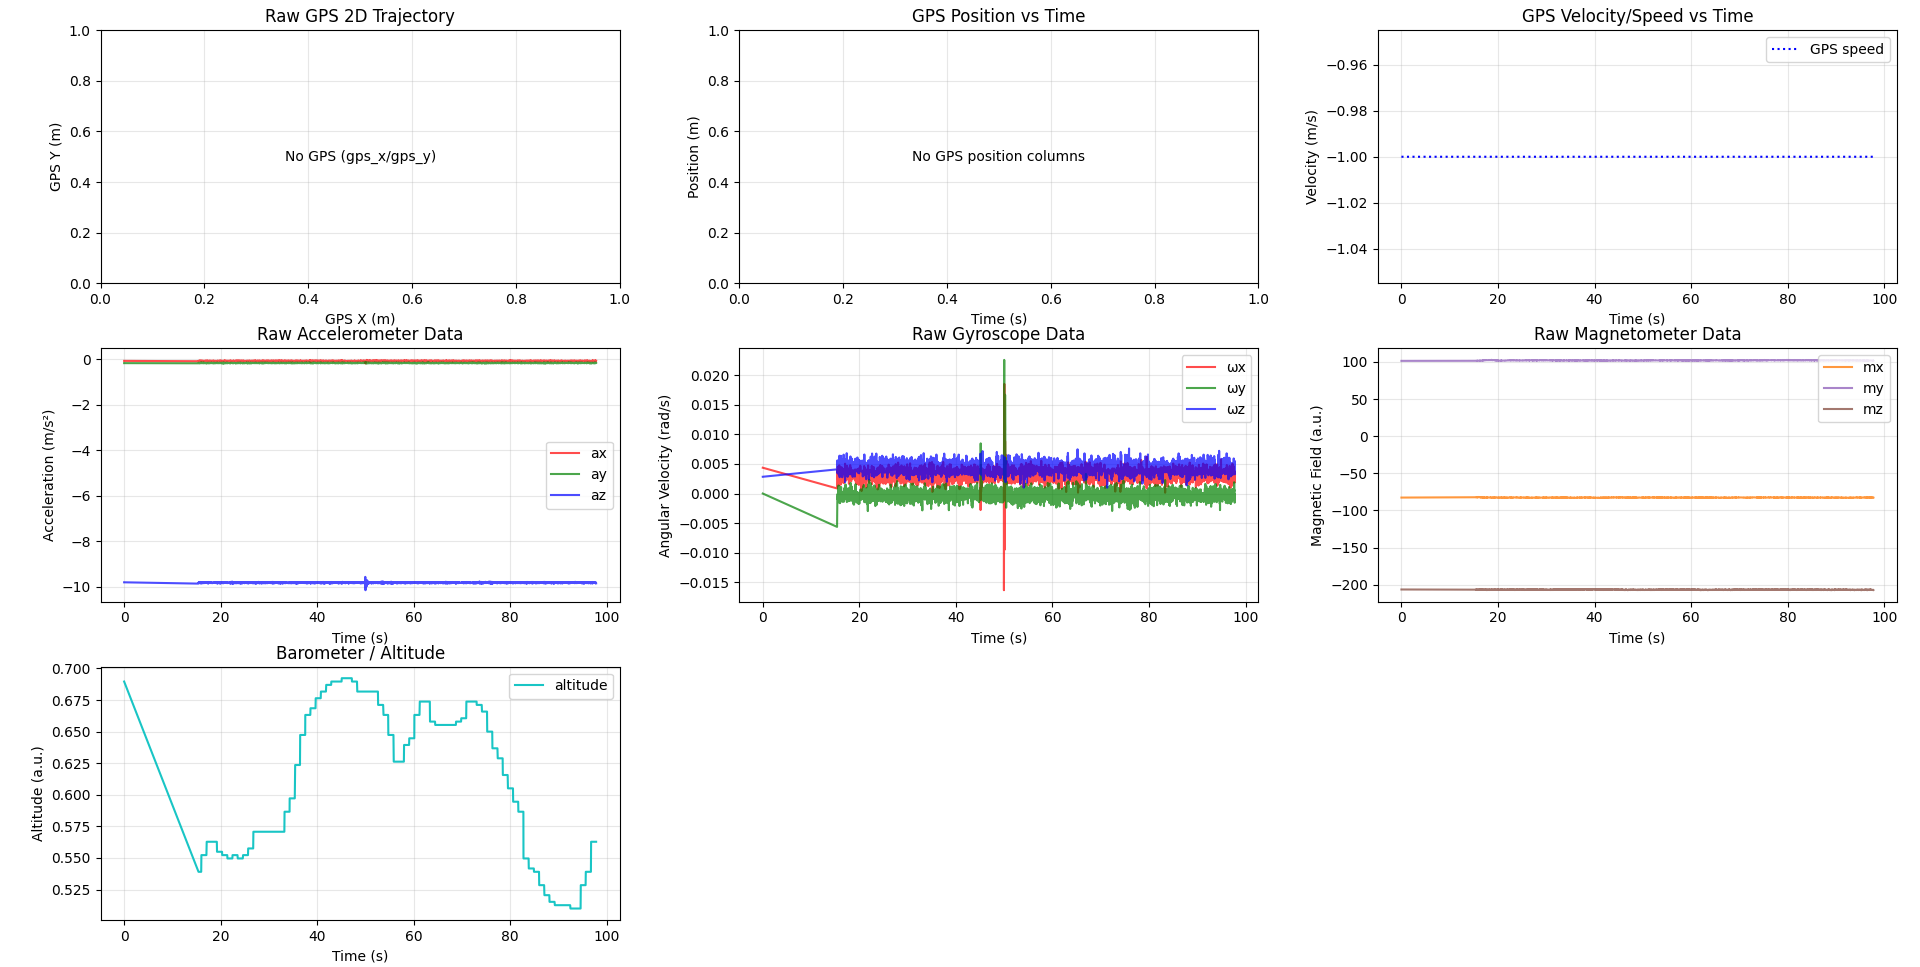 Raw GPS 2D Trajectory
1.0
0.8
0.6
0.4
0.2
0.0
GPS Y (m)
No GPS (gps_x/gps_y)
0.0 0.2 0.4 0.6 0.8 1.0
GPS X (m)
GPS Position vs Time
1.0
0.8
0.6
0.4
0.2
0.0
Position (m)
No GPS position columns
0.0 0.2 0.4 0.6 0.8 1.0
Time (s)
GPS Velocity/Speed vs Time
GPS speed
−0.96
−0.98
−1.00
−1.02
−1.04
Velocity (m/s)
0 20 40 60 80 100
Time (s)
Raw Accelerometer Data
0
−2
−4
−6
−8
−10
Acceleration (m/s²)
ax
ay
az
0 20 40 60 80 100
Time (s)
Raw Gyroscope Data
0.020
0.015
0.010
0.005
0.000
−0.005
−0.010
−0.015
Angular Velocity (rad/s)
ωx
ωy
ωz
0 20 40 60 80 100
Time (s)
Raw Magnetometer Data
100
50
0
−50
−100
−150
−200
Magnetic Field (a.u.)
mx
my
mz
0 20 40 60 80 100
Time (s)
Barometer / Altitude
0.700
0.675
0.650
0.625
0.600
0.575
0.550
0.525
Altitude (a.u.)
altitude
0 20 40 60 80 100
Time (s)